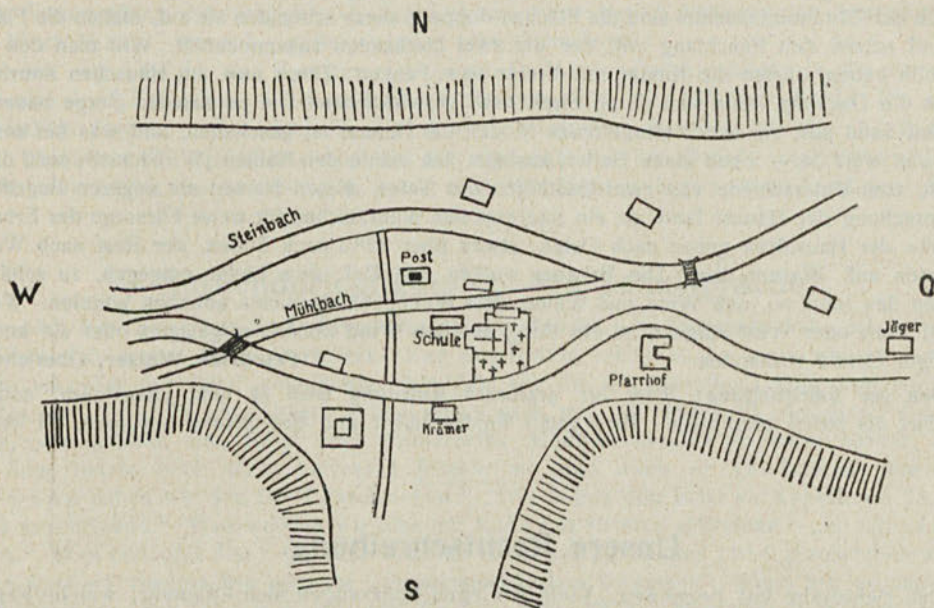 N
Steinbach
Post
W
O
Mühlbach
Schule
Jäger
Pfarrhof
Krämer
S